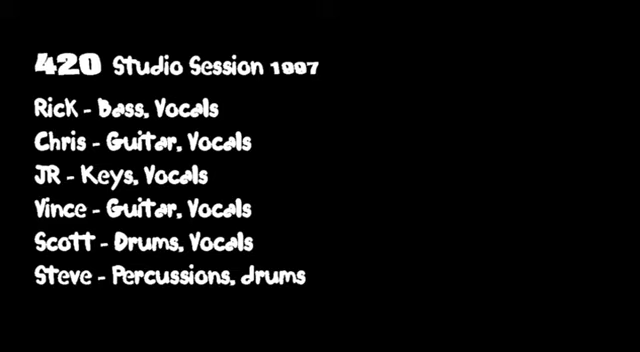 420 Studio Session 1997
Rick - Bass, Vocals
Chris - Guitar, Vocals
JR - Keys, Vocals
Vince - Guitar, Vocals
Scott - Drums, Vocals
Steve - Percussions, drums